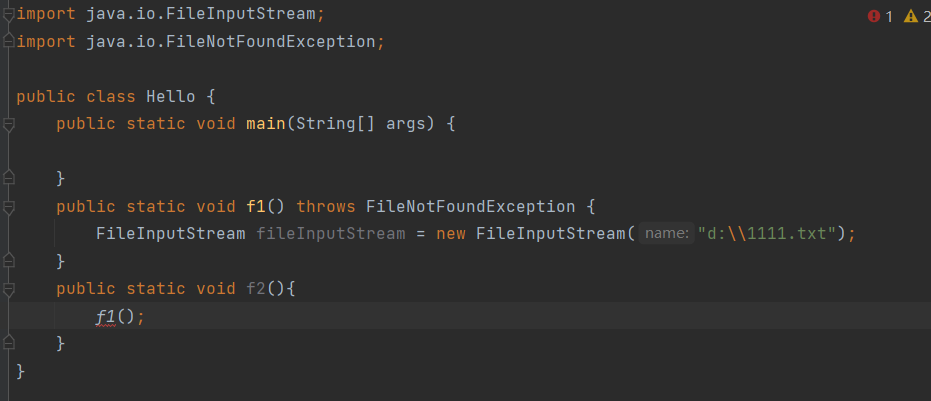 import java.io.FileInputStream;
import java.io.FileNotFoundException;
1 2
public class Hello {
public static void main(String[] args) {
}
public static void f1() throws FileNotFoundException {
FileInputStream fileInputStream = new FileInputStream( name: "d:\\1111.txt");
}
public static void f2(){
f1();
}
}